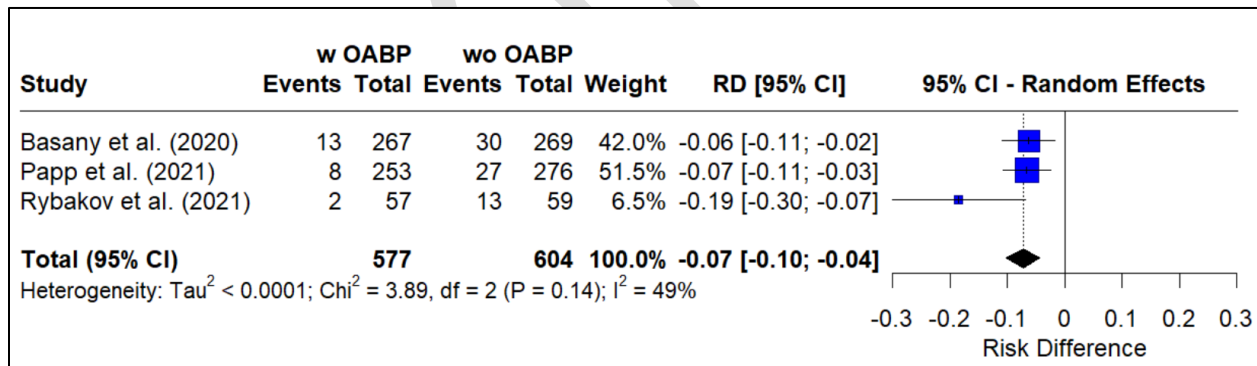 w OABP wo OABP
Study Events Total Events Total Weight RD [95% CI] 95% CI - Random Effects
Basany et al. (2020) 13 267 30 269 42.0% -0.06 [-0.11; -0.02]
Papp et al. (2021) 8 253 27 276 51.5% -0.07 [-0.11; -0.03]
Rybakov et al. (2021) 2 57 13 59 6.5% -0.19 [-0.30; -0.07]
Total (95% CI) 577 604 100.0% -0.07 [-0.10; -0.04]
Heterogeneity: Tau² < 0.0001; Chi² = 3.89, df = 2 (P = 0.14); I² = 49%
-0.3 -0.2 -0.1 0 0.1 0.2 0.3
Risk Difference